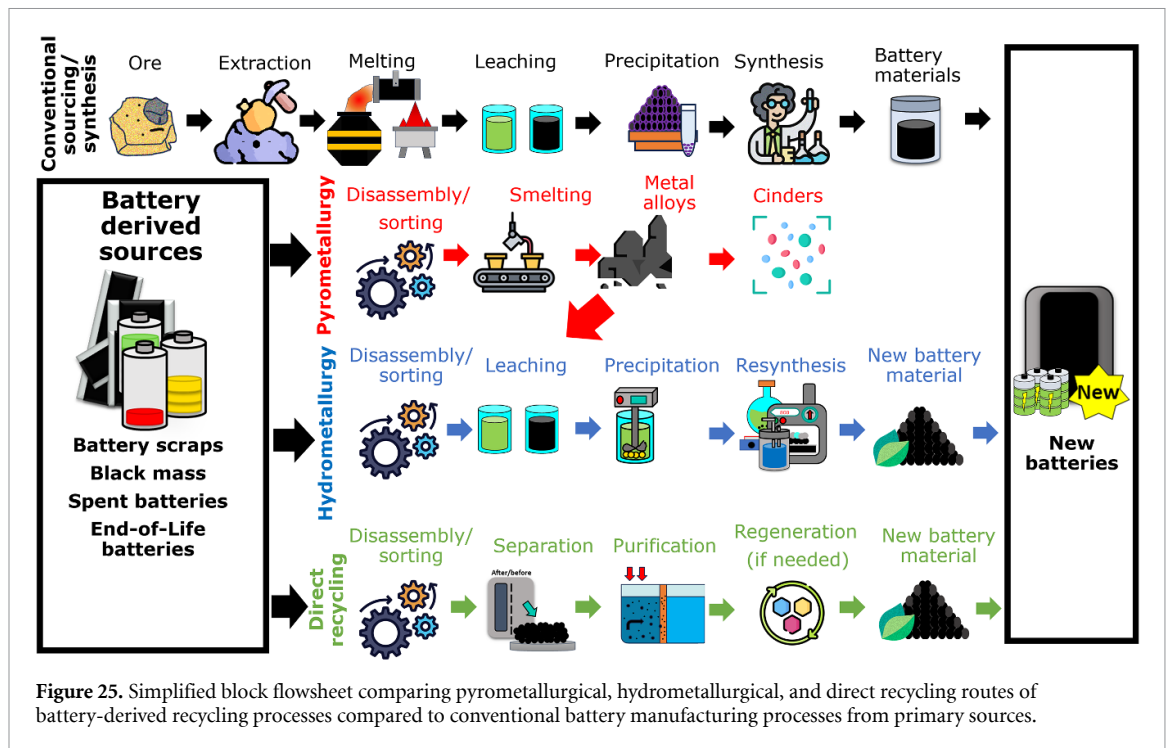 Conventional
sourcing/
synthesis
Ore
Extraction
Melting
Leaching
Precipitation
Synthesis
Battery
materials
Battery
derived
sources
Battery scraps
Black mass
Spent batteries
End-of-Life
batteries
Pyrometallurgy
Disassembly/
sorting
Smelting
Metal
alloys
Cinders
Hydrometallurgy
Disassembly/
sorting
Leaching
Precipitation
Resynthesis
New battery
material
Direct
recycling
Disassembly/
sorting
Separation
After/before
Purification
Regeneration
(if needed)
New battery
material
New
New
batteries
Figure 25. Simplified block flowsheet comparing pyrometallurgical, hydrometallurgical, and direct recycling routes of
battery-derived recycling processes compared to conventional battery manufacturing processes from primary sources.